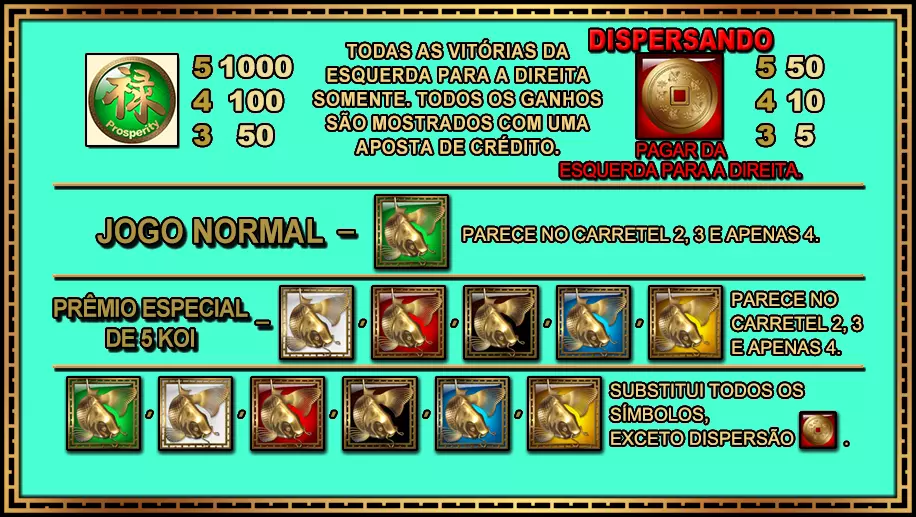 禄
Prosperity
5 1000
4 100
3 50
TODAS AS VITÓRIAS DA
ESQUERDA PARA A DIREITA
SOMENTE. TODOS OS GANHOS
SÃO MOSTRADOS COM UMA
APOSTA DE CRÉDITO.
DISPERSANDO
5 50
4 10
3 5
PAGAR DA
ESQUERDA PARA A DIREITA.
JOGO NORMAL –
PARECE NO CARRETEL 2, 3 E APENAS 4.
PRÊMIO ESPECIAL
DE 5 KOI –
, , , ,
PARECE NO
CARRETEL 2, 3
E APENAS 4.
, , , , ,
SUBSTITUI TODOS OS
SÍMBOLOS,
EXCETO DISPERSÃO .